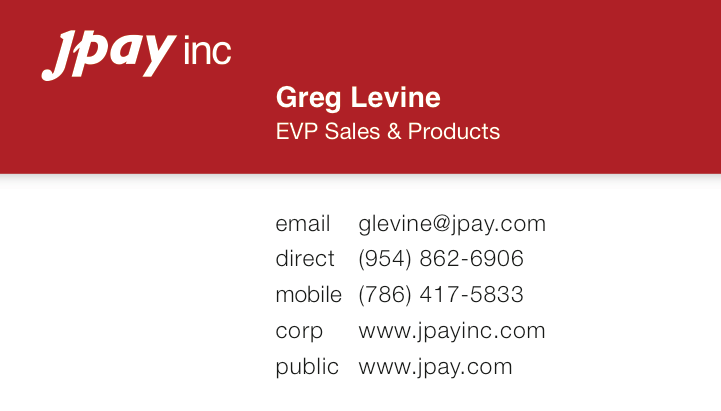 jpay inc
Greg Levine
EVP Sales & Products
email glevine@jpay.com
direct (954) 862-6906
mobile (786) 417-5833
corp www.jpayinc.com
public www.jpay.com